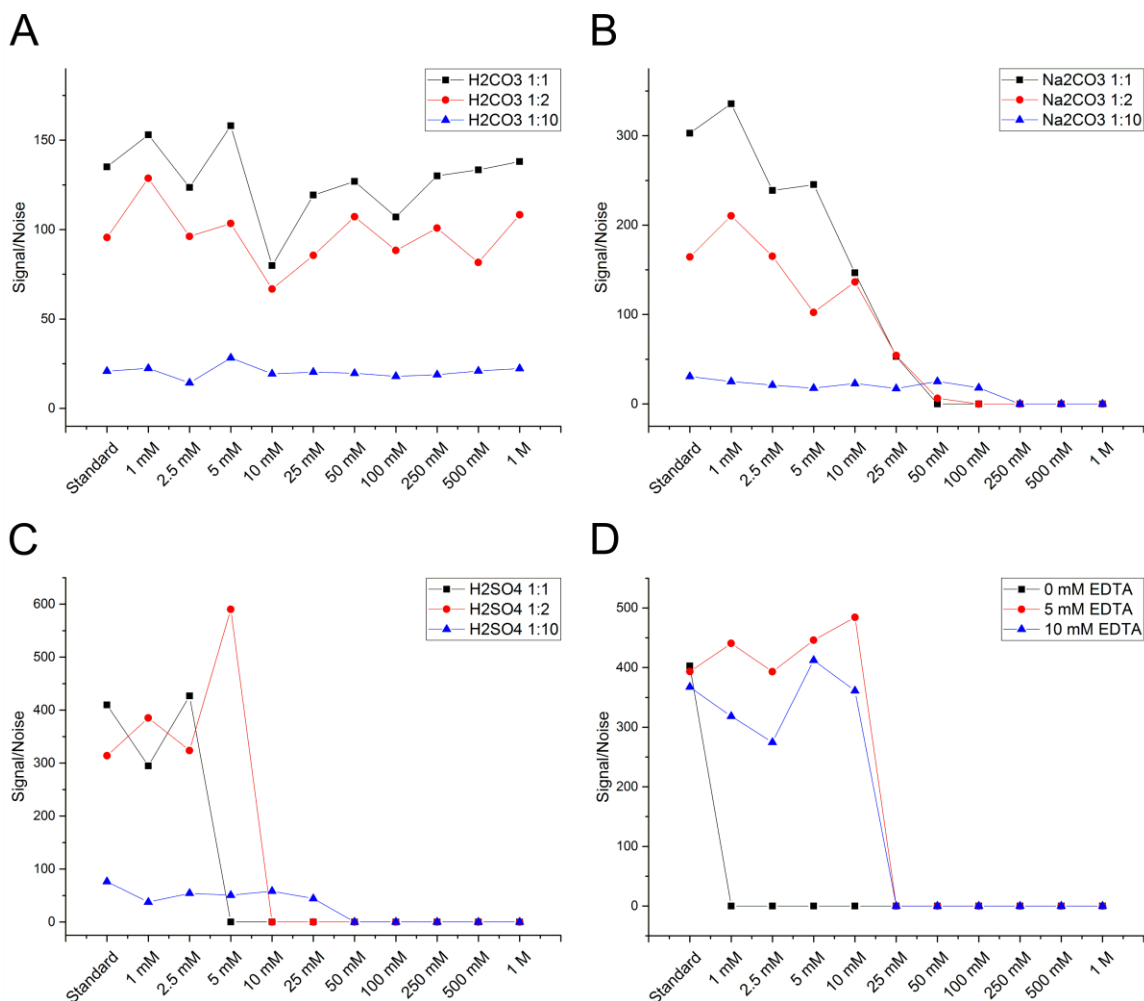 A
H2CO3 1:1
H2CO3 1:2
H2CO3 1:10
Signal/Noise
150
100
50
0
Standard
1 mM
2.5 mM
5 mM
10 mM
25 mM
50 mM
100 mM
250 mM
500 mM
1 M
B
Na2CO3 1:1
Na2CO3 1:2
Na2CO3 1:10
Signal/Noise
300
200
100
0
Standard
1 mM
2.5 mM
5 mM
10 mM
25 mM
50 mM
100 mM
250 mM
500 mM
1 M
C
H2SO4 1:1
H2SO4 1:2
H2SO4 1:10
Signal/Noise
600
500
400
300
200
100
0
Standard
1 mM
2.5 mM
5 mM
10 mM
25 mM
50 mM
100 mM
250 mM
500 mM
1 M
D
0 mM EDTA
5 mM EDTA
10 mM EDTA
Signal/Noise
500
400
300
200
100
0
Standard
1 mM
2.5 mM
5 mM
10 mM
25 mM
50 mM
100 mM
250 mM
500 mM
1 M